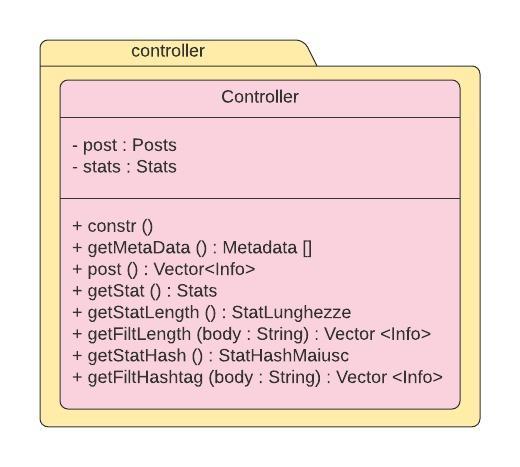 controller
Controller
- post : Posts
- stats : Stats
+ constr ()
+ getMetaData () : Metadata []
+ post () : Vector<Info>
+ getStat () : Stats
+ getStatLength () : StatLunghezze
+ getFiltLength (body : String) : Vector <Info>
+ getStatHash () : StatHashMaiusc
+ getFiltHashtag (body : String) : Vector <Info>